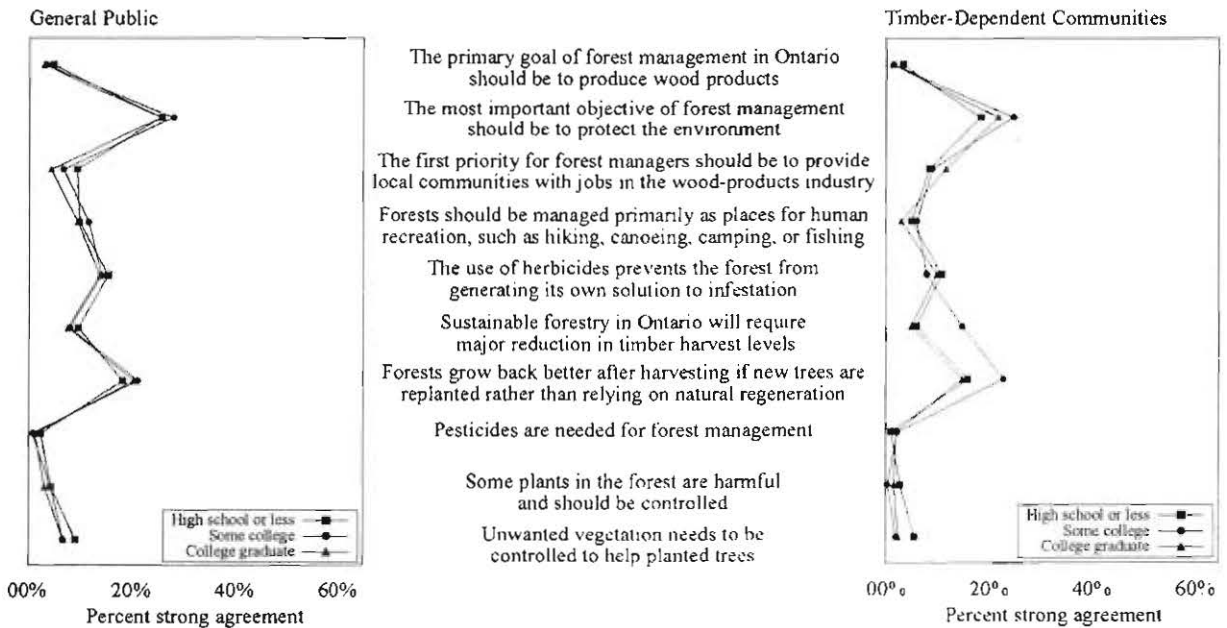 General Public
Timber-Dependent Communities
The primary goal of forest management in Ontario
should be to produce wood products
The most important objective of forest management
should be to protect the environment
The first priority for forest managers should be to provide
local communities with jobs in the wood-products industry
Forests should be managed primarily as places for human
recreation, such as hiking, canoeing, camping, or fishing
The use of herbicides prevents the forest from
generating its own solution to infestation
Sustainable forestry in Ontario will require
major reduction in timber harvest levels
Forests grow back better after harvesting if new trees are
replanted rather than relying on natural regeneration
Pesticides are needed for forest management
Some plants in the forest are harmful
and should be controlled
Unwanted vegetation needs to be
controlled to help planted trees
High school or less
Some college
College graduate
00% 20% 40% 60%
Percent strong agreement
High school or less
Some college
College graduate
00% 20% 40% 60%
Percent strong agreement